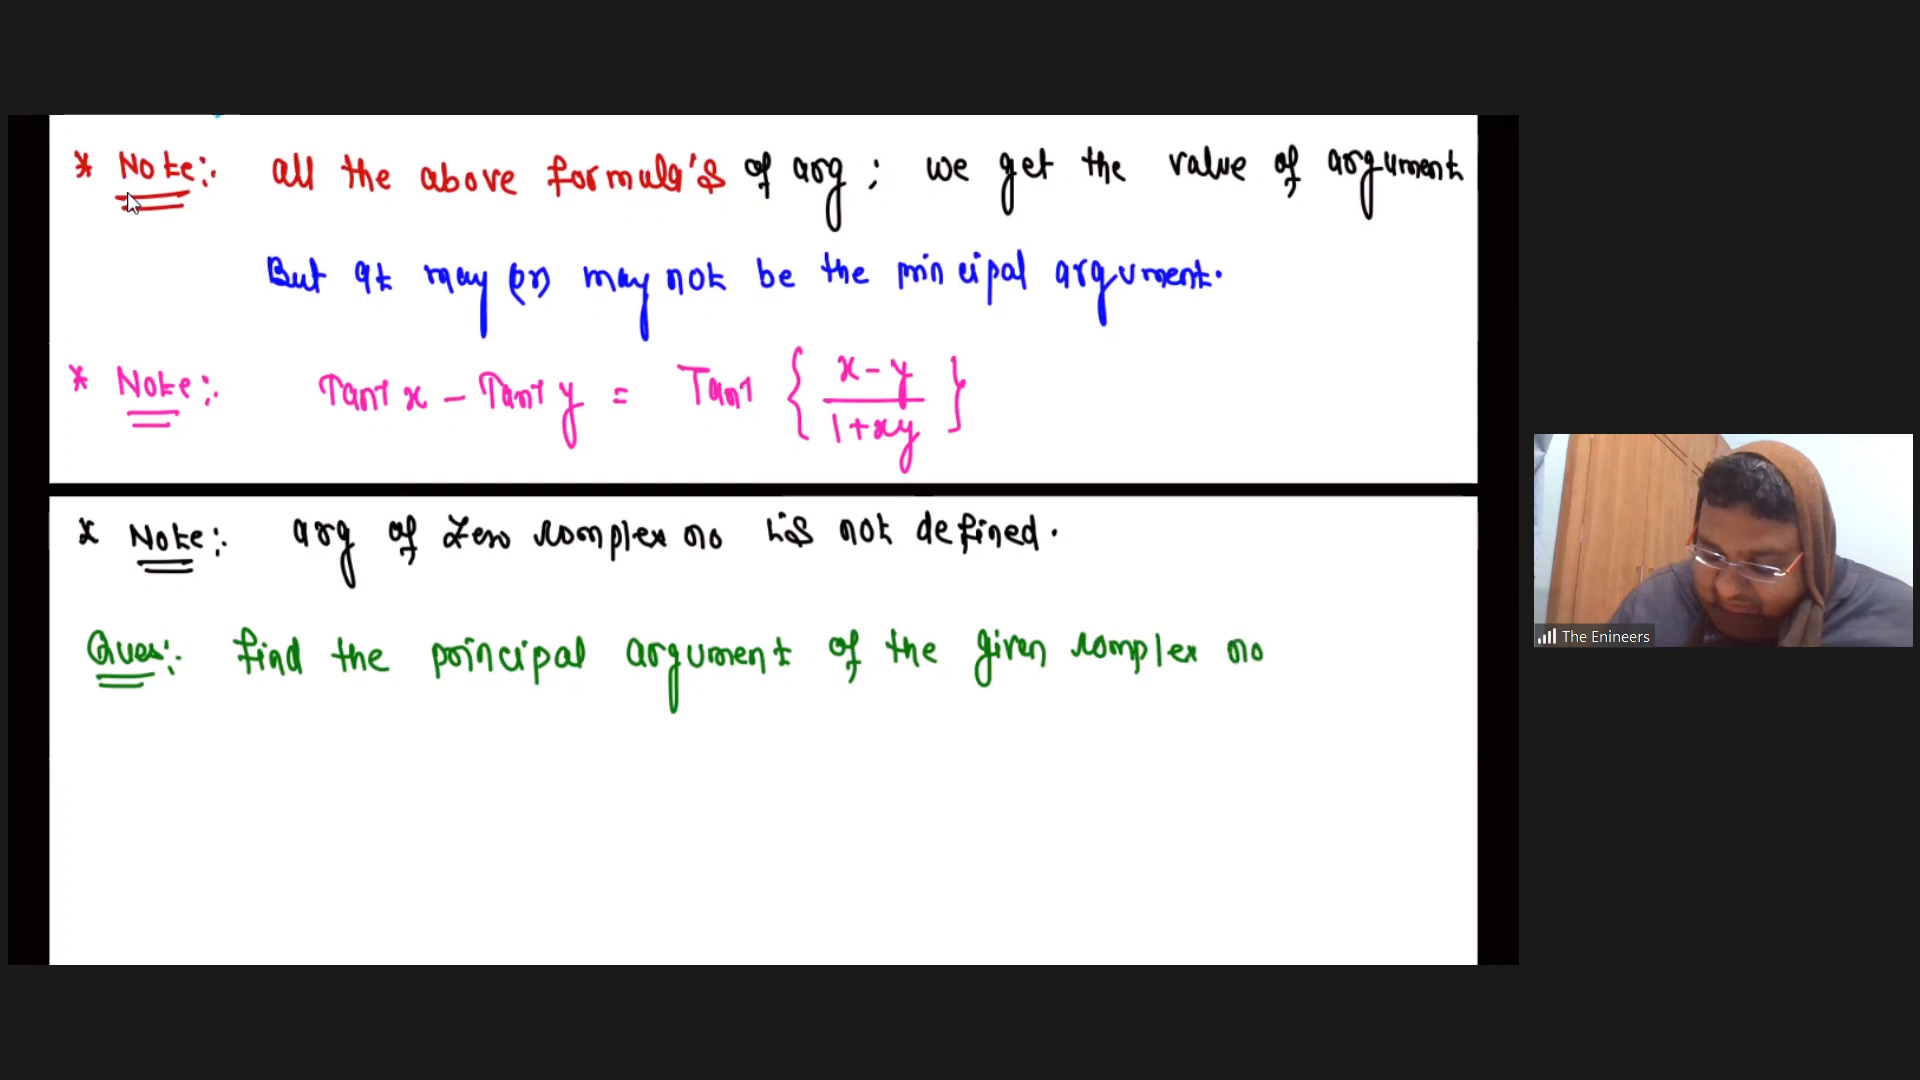 * Note:. all the above formula's of arg ; we get the value of argument
But it may (or) may not be the principal argument.
* Note:. Tan⁻¹ x - Tan⁻¹ y = Tan⁻¹ { x-y / 1+xy }
* Note:. arg of zero complex no is not defined.
Ques:. find the principal argument of the given complex no
The Enineers